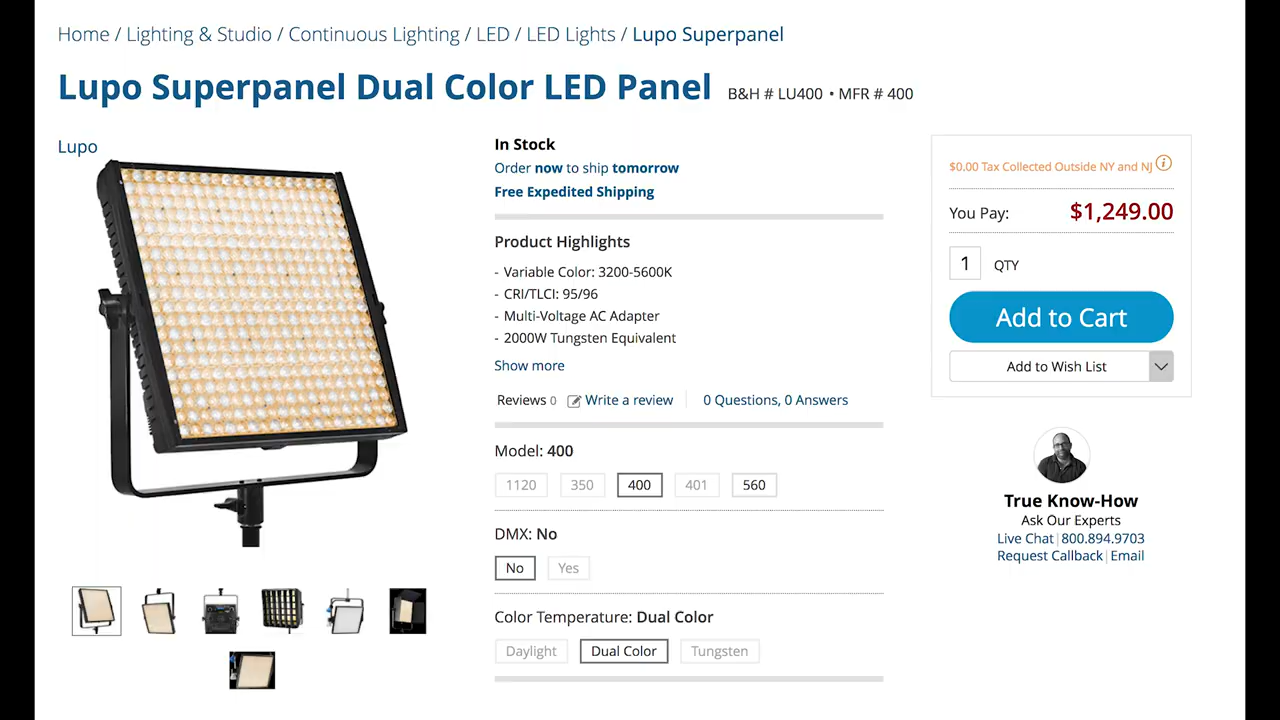 Home / Lighting & Studio / Continuous Lighting / LED / LED Lights / Lupo Superpanel
Lupo Superpanel Dual Color LED Panel B&H # LU400 • MFR # 400
Lupo
In Stock
Order now to ship tomorrow
Free Expedited Shipping
Product Highlights
- Variable Color: 3200-5600K
- CRI/TLCI: 95/96
- Multi-Voltage AC Adapter
- 2000W Tungsten Equivalent
Show more
Reviews 0 Write a review 0 Questions, 0 Answers
Model: 400
1120 350 400 401 560
DMX: No
No Yes
Color Temperature: Dual Color
Daylight Dual Color Tungsten
$0.00 Tax Collected Outside NY and NJ i
You Pay: $1,249.00
1 QTY
Add to Cart
Add to Wish List
True Know-How
Ask Our Experts
Live Chat | 800.894.9703
Request Callback | Email